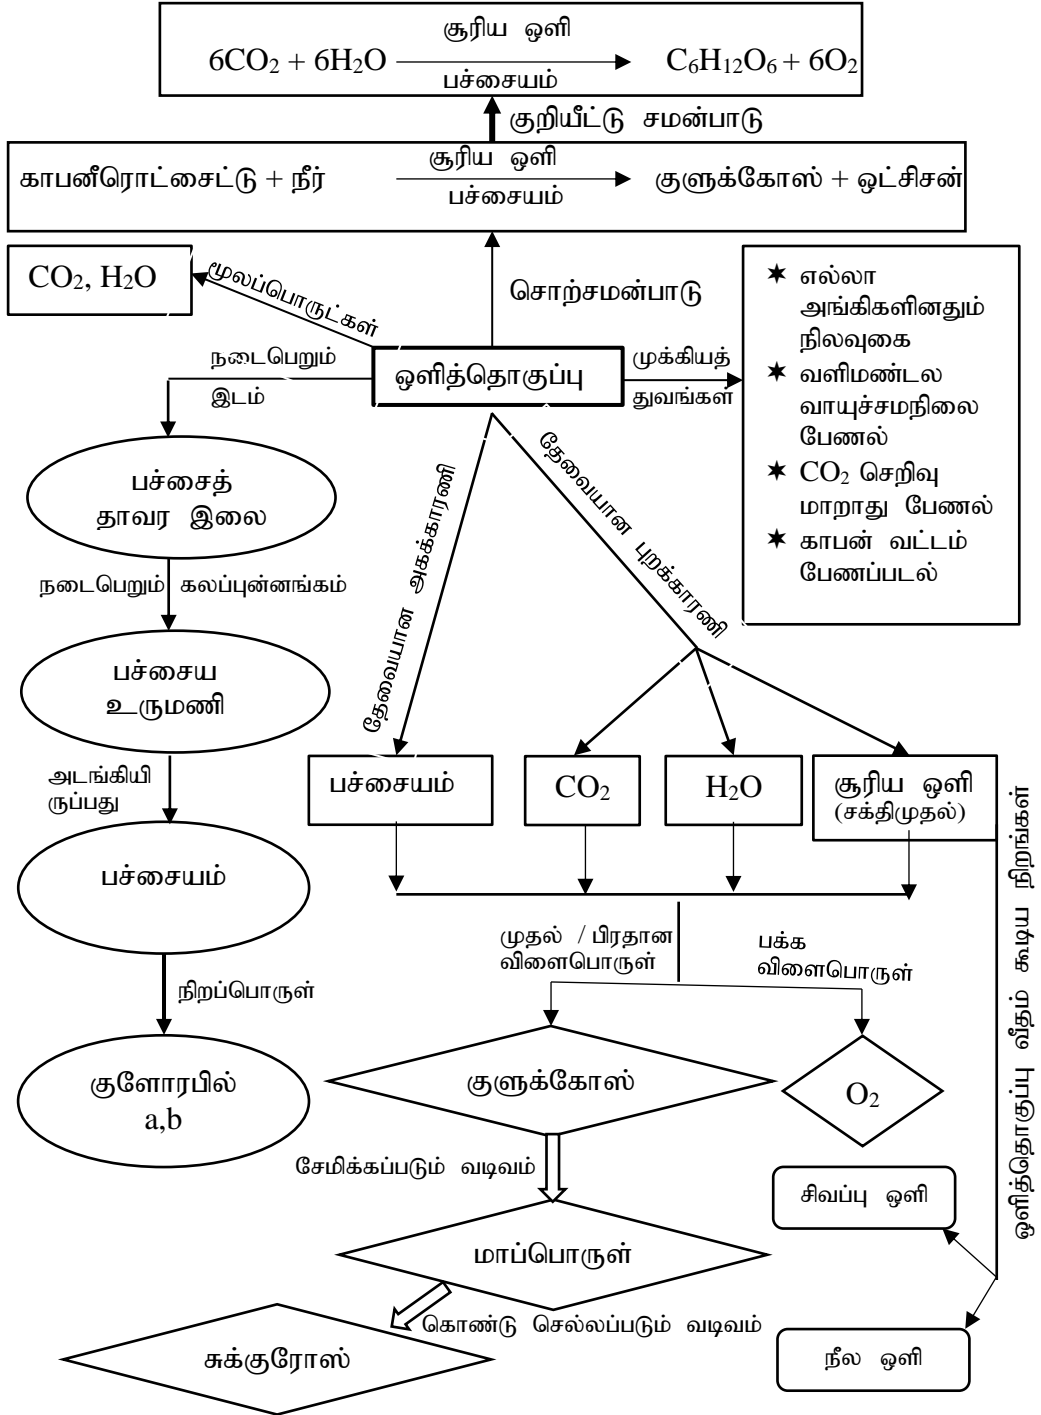 சூரிய ஒளி
6CO2 + 6H2O C6H12O6 + 6O2
பச்சையம்
குறியீட்டு சமன்பாடு
சூரிய ஒளி
காபனீரொட்சைட்டு + நீர் குளுக்கோஸ் + ஒட்சிசன்
பச்சையம்
CO2, H2O
மூலப்பொருட்கள்
சொற்சமன்பாடு
நடைபெறும்
இடம்
ஒளித்தொகுப்பு
முக்கியத்
துவங்கள்
✶ எல்லா
அங்கிகளினதும்
நிலவுகை
✶ வளிமண்டல
வாயுச்சமநிலை
பேணல்
✶ CO2 செறிவு
மாறாது பேணல்
✶ காபன் வட்டம்
பேணப்படல்
பச்சைத்
தாவர இலை
நடைபெறும் கலப்புன்னங்கம்
பச்சைய
உருமணி
அடங்கியி
ருப்பது
பச்சையம்
நிறப்பொருள்
குளோரபில்
a,b
தேவையான அகக்காரணி
தேவையான புறக்காரணி
பச்சையம்
CO2
H2O
சூரிய ஒளி
(சக்திமுதல்)
முதல் / பிரதான
விளைபொருள்
பக்க
விளைபொருள்
குளுக்கோஸ்
O2
சேமிக்கப்படும் வடிவம்
மாப்பொருள்
கொண்டு செல்லப்படும் வடிவம்
சுக்குரோஸ்
ஒளித்தொகுப்பு வீதம் கூடிய நிறங்கள்
சிவப்பு ஒளி
நீல ஒளி